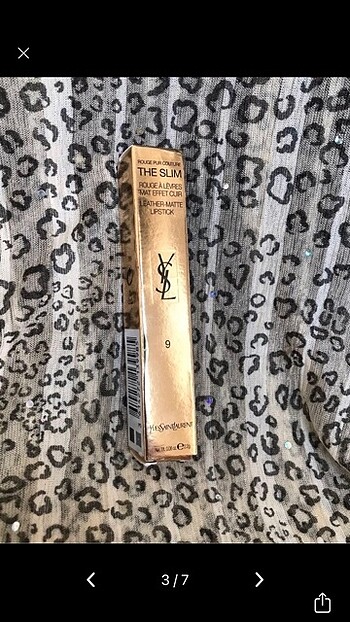 ROUGE PUR COUTURE
THE SLIM
ROUGE À LÈVRES
MAT EFFET CUIR
LEATHER-MATTE
LIPSTICK
YSL
9
YVES SAINT LAURENT
3 / 7